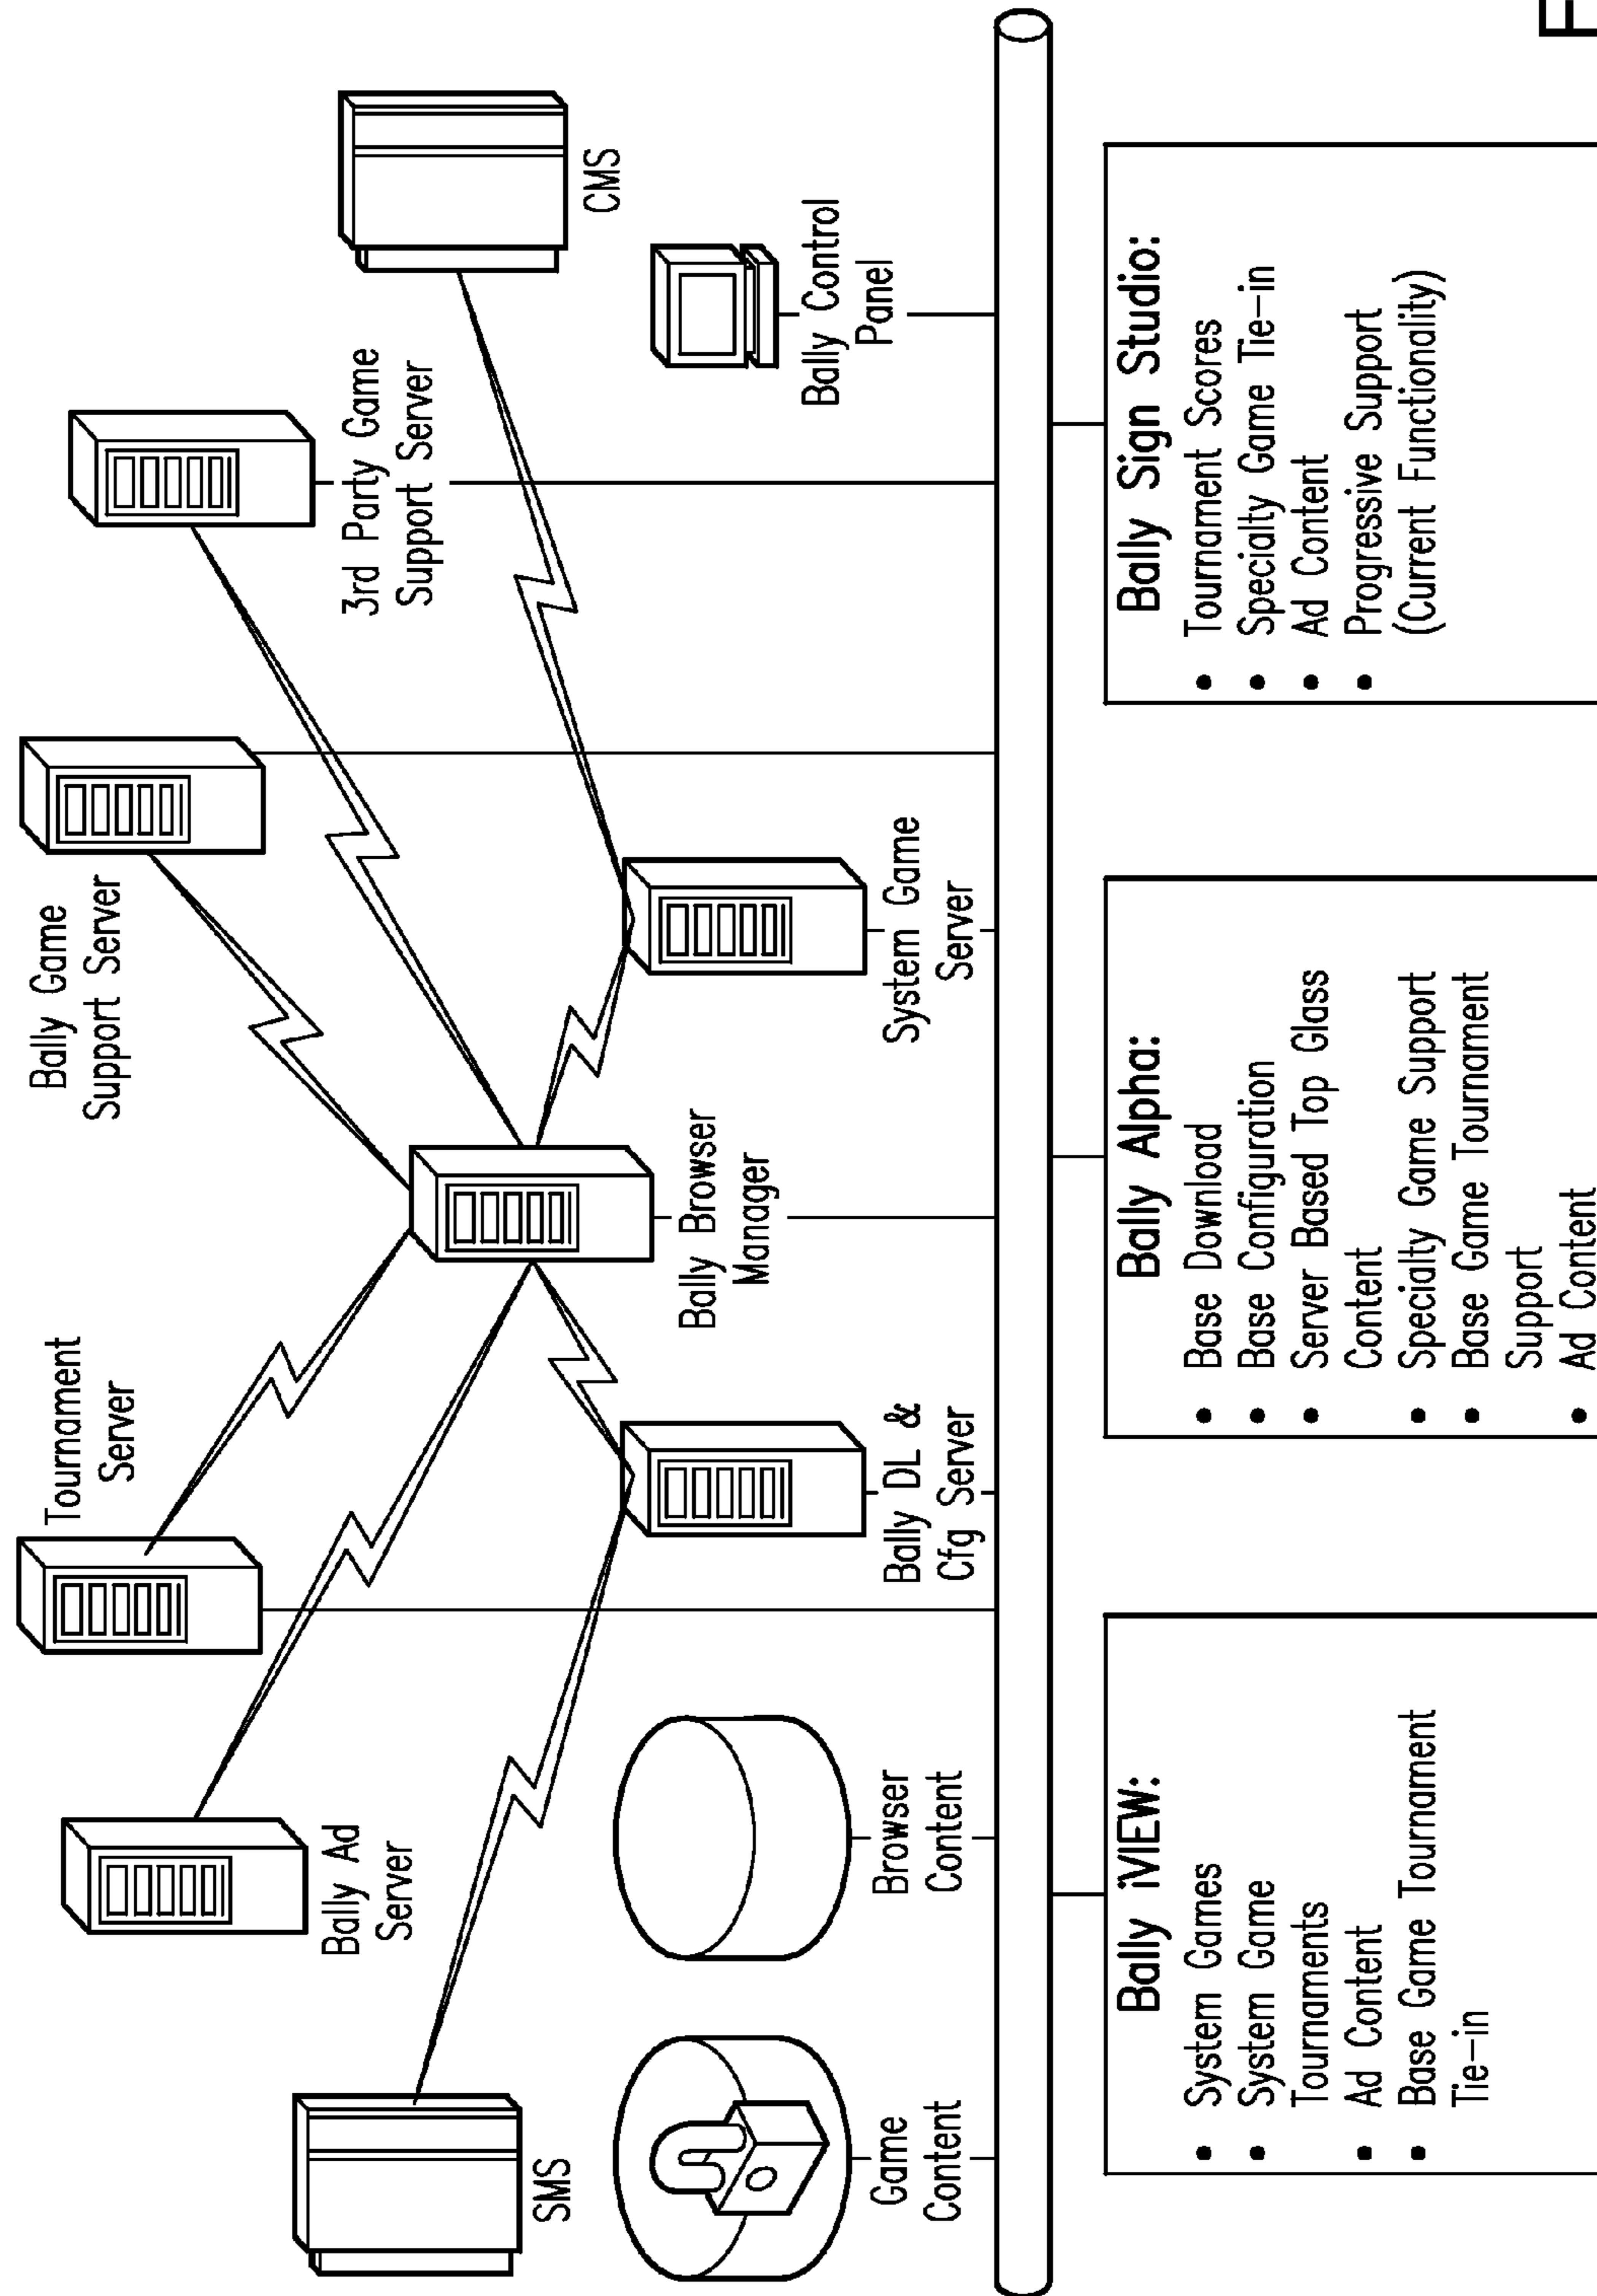 Tournament
Server
Bally Game
Support Server
Bally Ad
Server
3rd Party Game
Support Server
SMS
CMS
Bally Browser
Manager
Game
Content
Browser
Content
Bally DL &
Cfg Server
System Game
Server
Bally Control
Panel
Bally iVIEW:
• System Games
• System Game
Tournaments
• Ad Content
• Base Game Tournament
Tie-in
Bally Alpha:
• Base Download
• Base Configuration
• Server Based Top Glass
Content
• Specialty Game Support
• Base Game Tournament
Support
• Ad Content
Bally Sign Studio:
• Tournament Scores
• Specialty Game Tie-in
• Ad Content
• Progressive Support
(Current Functionality)